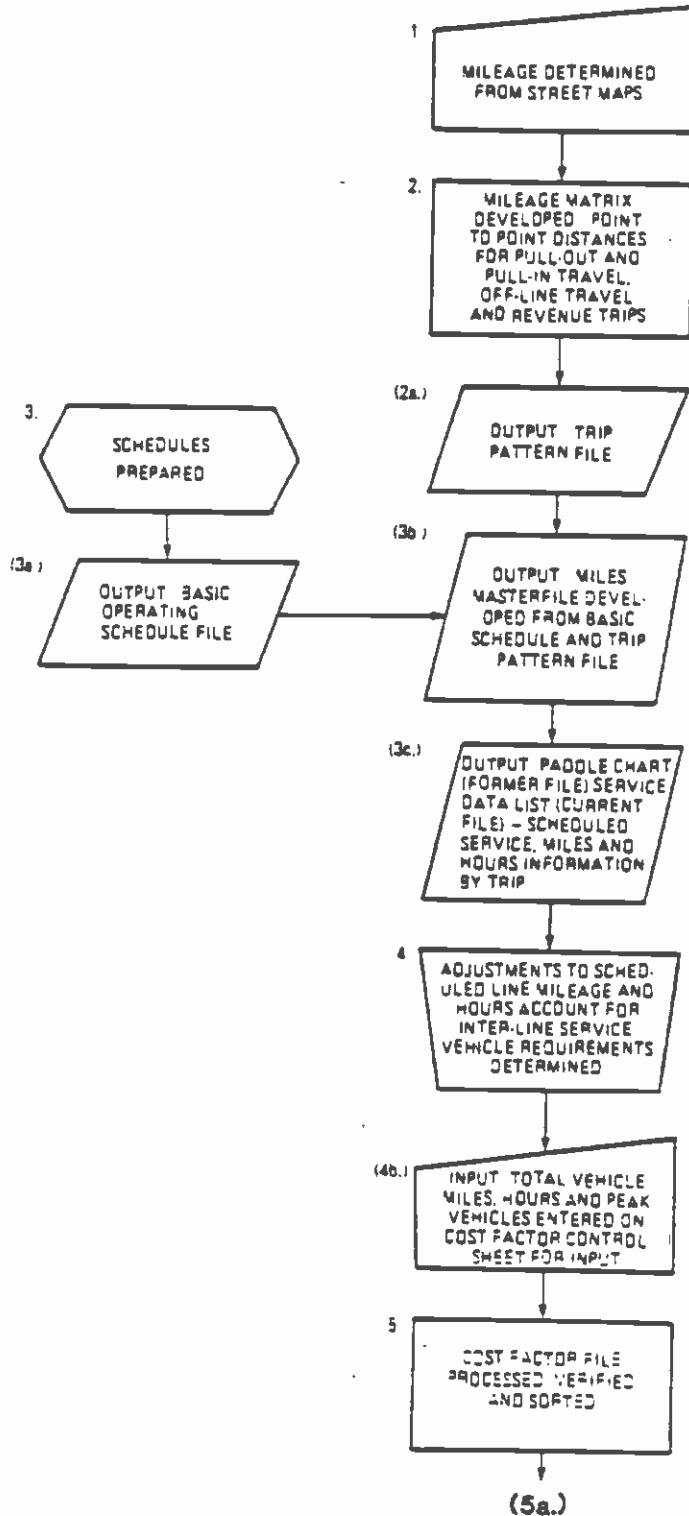 1
MILEAGE DETERMINED
FROM STREET MAPS
2.
MILEAGE MATRIX
DEVELOPED POINT
TO POINT DISTANCES
FOR PULL-OUT AND
PULL-IN TRAVEL,
OFF-LINE TRAVEL
AND REVENUE TRIPS
(2a.)
OUTPUT TRIP
PATTERN FILE
3.
SCHEDULES
PREPARED
(3a.)
OUTPUT BASIC
OPERATING
SCHEDULE FILE
(3b.)
OUTPUT MILES
MASTERFILE DEVEL-
OPED FROM BASIC
SCHEDULE AND TRIP
PATTERN FILE
(3c.)
OUTPUT PADDLE CHART
(FORMER FILE) SERVICE
DATA LIST (CURRENT
FILE) – SCHEDULED
SERVICE, MILES AND
HOURS INFORMATION
BY TRIP
4
ADJUSTMENTS TO SCHED-
ULED LINE MILEAGE AND
HOURS ACCOUNT FOR
INTER-LINE SERVICE
VEHICLE REQUIREMENTS
DETERMINED
(4b.)
INPUT TOTAL VEHICLE
MILES, HOURS AND PEAK
VEHICLES ENTERED ON
COST FACTOR CONTROL
SHEET FOR INPUT
5
COST FACTOR FILE
PROCESSED, VERIFIED
AND SORTED
(5a.)